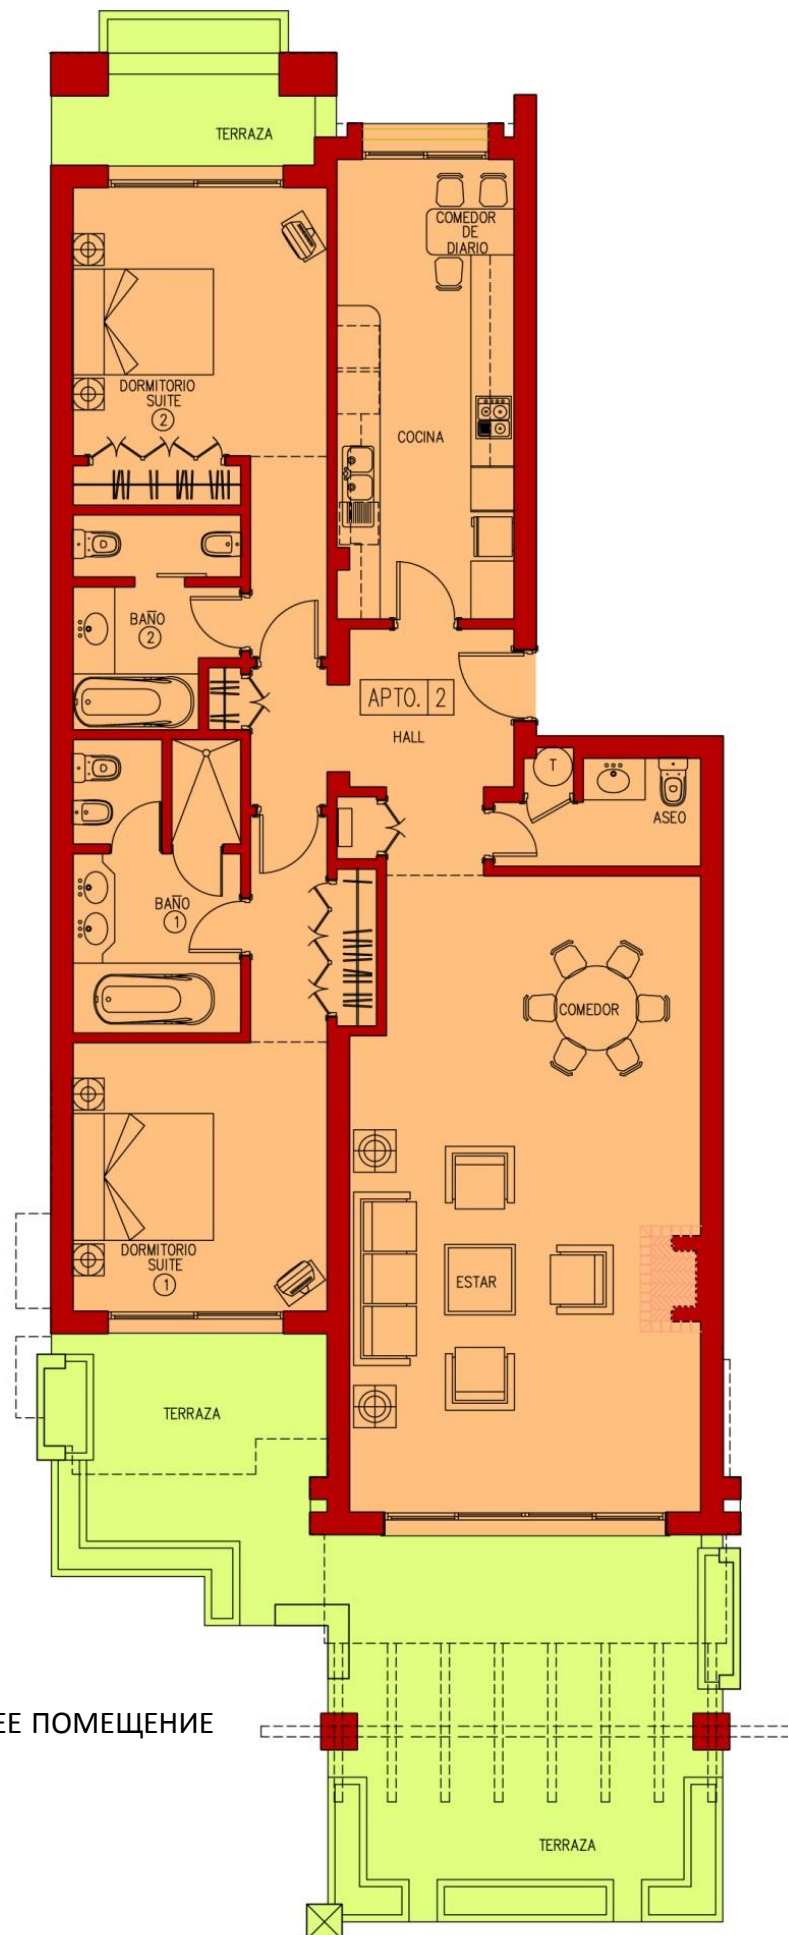 TERRAZA
COMEDOR
DE
DIARIO
DORMITORIO
SUITE
2
COCINA
BAÑO
2
APTO. 2
HALL
T
ASEO
BAÑO
1
COMEDOR
DORMITORIO
SUITE
1
ESTAR
TERRAZA
ЕЕ ПОМЕЩЕНИЕ
TERRAZA